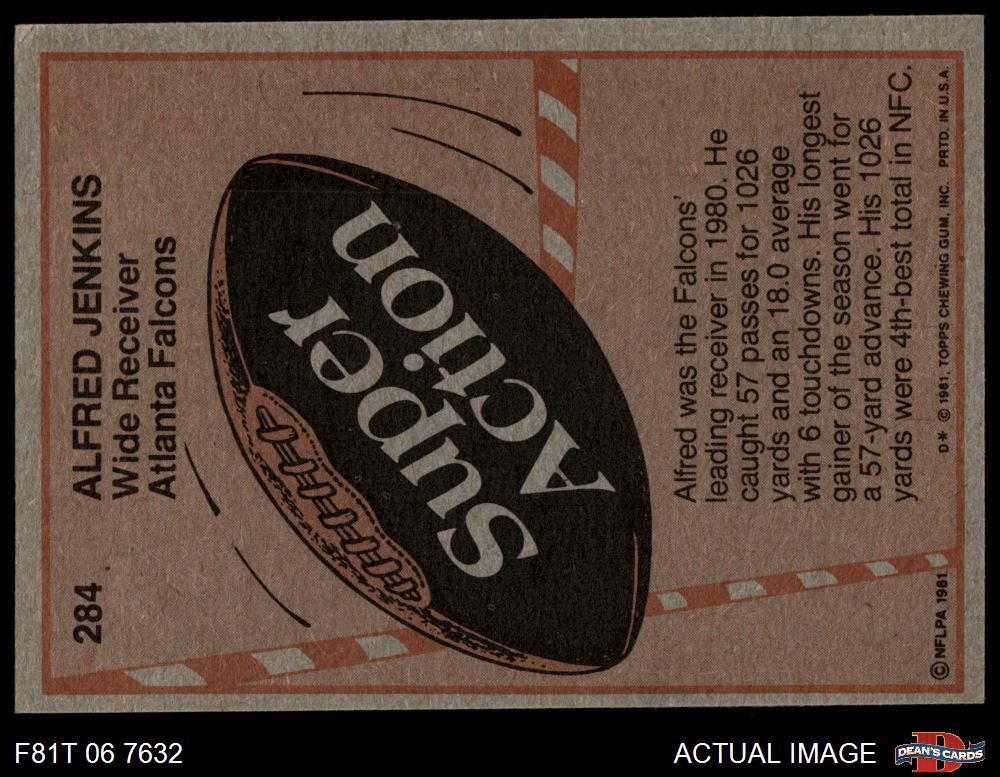 284
ALFRED JENKINS
Wide Receiver
Atlanta Falcons
Super
Action
Alfred was the Falcons'
leading receiver in 1980. He
caught 57 passes for 1026
yards and an 18.0 average
with 6 touchdowns. His longest
gainer of the season went for
a 57-yard advance. His 1026
yards were 4th-best total in NFC.
© NFLPA 1981
D* © 1981, TOPPS CHEWING GUM, INC. PRTD. IN U.S.A.
F81T 06 7632
ACTUAL IMAGE
D
DEAN'S CARDS